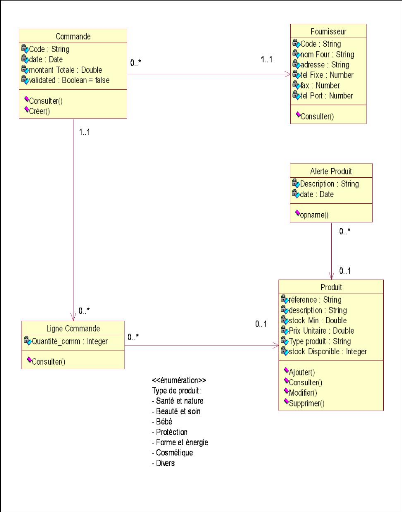 Commande
Code : String
date : Date
montant Totale : Double
validated : Boolean = false
Consulter()
Créer()
0..*
1..1
Fournisseur
Code : String
nom Four : String
adresse : String
tel Fixe : Number
fax : Number
tel Port : Number
Consulter()
1..1
Alerte Produit
Description : String
date : Date
opname()
0..*
0..1
Produit
référence : String
description : String
stock Min : Double
Prix Unitaire : Double
Type produit : String
stock Disponible : Integer
Ajouter()
Consulter()
Modifier()
Supprimer()
0..*
Ligne Commande
Quantité_comm : Integer
Consulter()
0..*
0..1
<<énumération>>
Type de produit :
- Santé et nature
- Beauté et soin
- Bébé
- Protéction
- Forme et énergie
- Cosmétique
- Divers